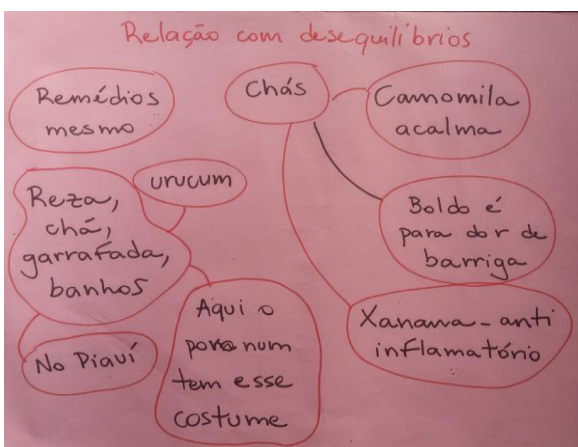 Relação com desequilíbrios
Remédios
mesmo
Chás
Camomila
acalma
urucum
Reza,
chá,
garrafada,
banhos
Boldo é
para dor de
barriga
Aqui o
povo num
tem esse
costume
No Piauí
Xanana - anti
inflamatório